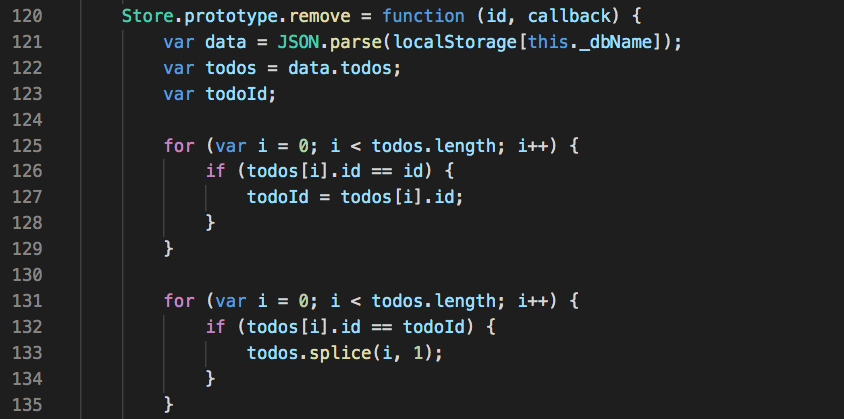 120 Store.prototype.remove = function (id, callback) {
121     var data = JSON.parse(localStorage[this._dbName]);
122     var todos = data.todos;
123     var todoId;
124
125     for (var i = 0; i < todos.length; i++) {
126         if (todos[i].id == id) {
127             todoId = todos[i].id;
128         }
129     }
130
131     for (var i = 0; i < todos.length; i++) {
132         if (todos[i].id == todoId) {
133             todos.splice(i, 1);
134         }
135     }